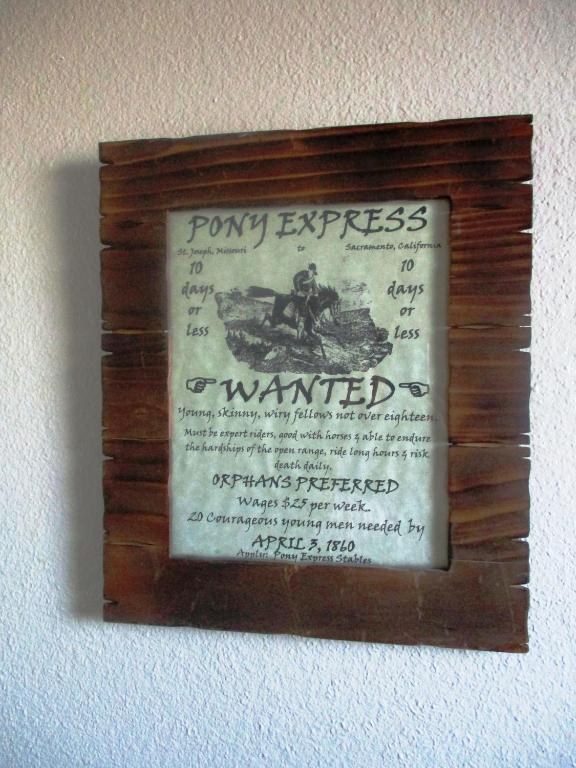 PONY EXPRESS
St. Joseph, Missouri to Sacramento, California
10 days or less
10 days or less
WANTED
Young, skinny, wiry fellows not over eighteen.
Must be expert riders, good with horses & able to endure
the hardships of the open range, ride long hours & risk
death daily.
ORPHANS PREFERRED
Wages $25 per week.
20 Courageous young men needed by
APRIL 3, 1860
Apply: Pony Express Stables